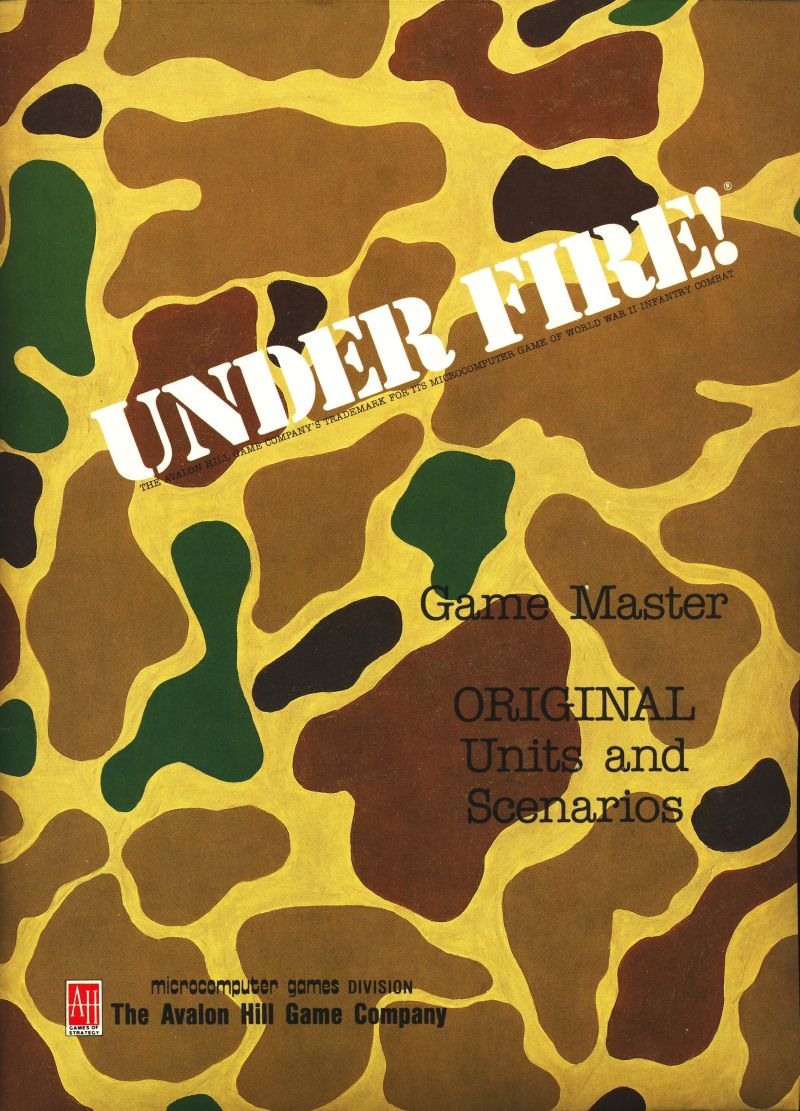 UNDER FIRE!®
THE AVALON HILL GAME COMPANY'S TRADEMARK FOR ITS MICROCOMPUTER GAME OF WORLD WAR II INFANTRY COMBAT
Game Master
ORIGINAL
Units and
Scenarios
AH
GAMES OF
STRATEGY
microcomputer games DIVISION
The Avalon Hill Game Company